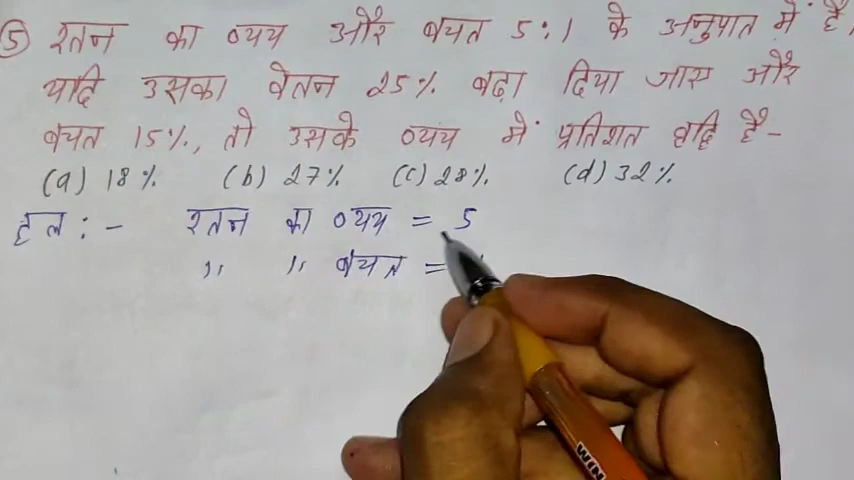 ⑤ रतन का व्यय और बचत 5:1 के अनुपात में है,
यदि उसका वेतन 25% बढ़ा दिया जाए और
बचत 15%, तो उसके व्यय में प्रतिशत वृद्धि है-
(a) 18% (b) 27% (c) 28% (d) 32%
हल :- रतन का व्यय = 5
,, ,, बचत =
WIN